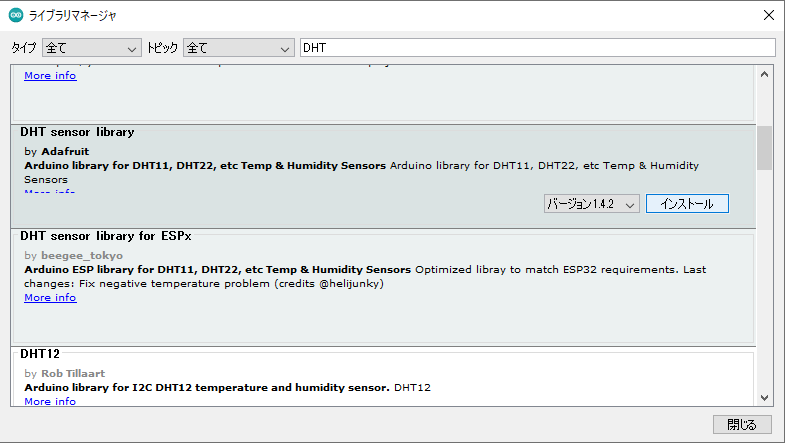 ライブラリマネージャ
タイプ 全て トピック 全て DHT
More info
DHT sensor library
by Adafruit
Arduino library for DHT11, DHT22, etc Temp & Humidity Sensors Arduino library for DHT11, DHT22, etc Temp & Humidity
Sensors
More info
バージョン1.4.2 インストール
DHT sensor library for ESPx
by beegee_tokyo
Arduino ESP library for DHT11, DHT22, etc Temp & Humidity Sensors Optimized libray to match ESP32 requirements. Last
changes: Fix negative temperature problem (credits @helijunky)
More info
DHT12
by Rob Tillaart
Arduino library for I2C DHT12 temperature and humidity sensor. DHT12
More info
閉じる